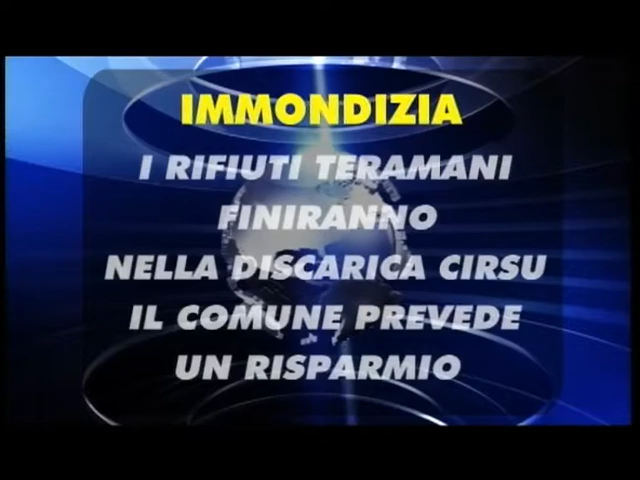 IMMONDIZIA
I RIFIUTI TERAMANI
FINIRANNO
NELLA DISCARICA CIRSU
IL COMUNE PREVEDE
UN RISPARMIO